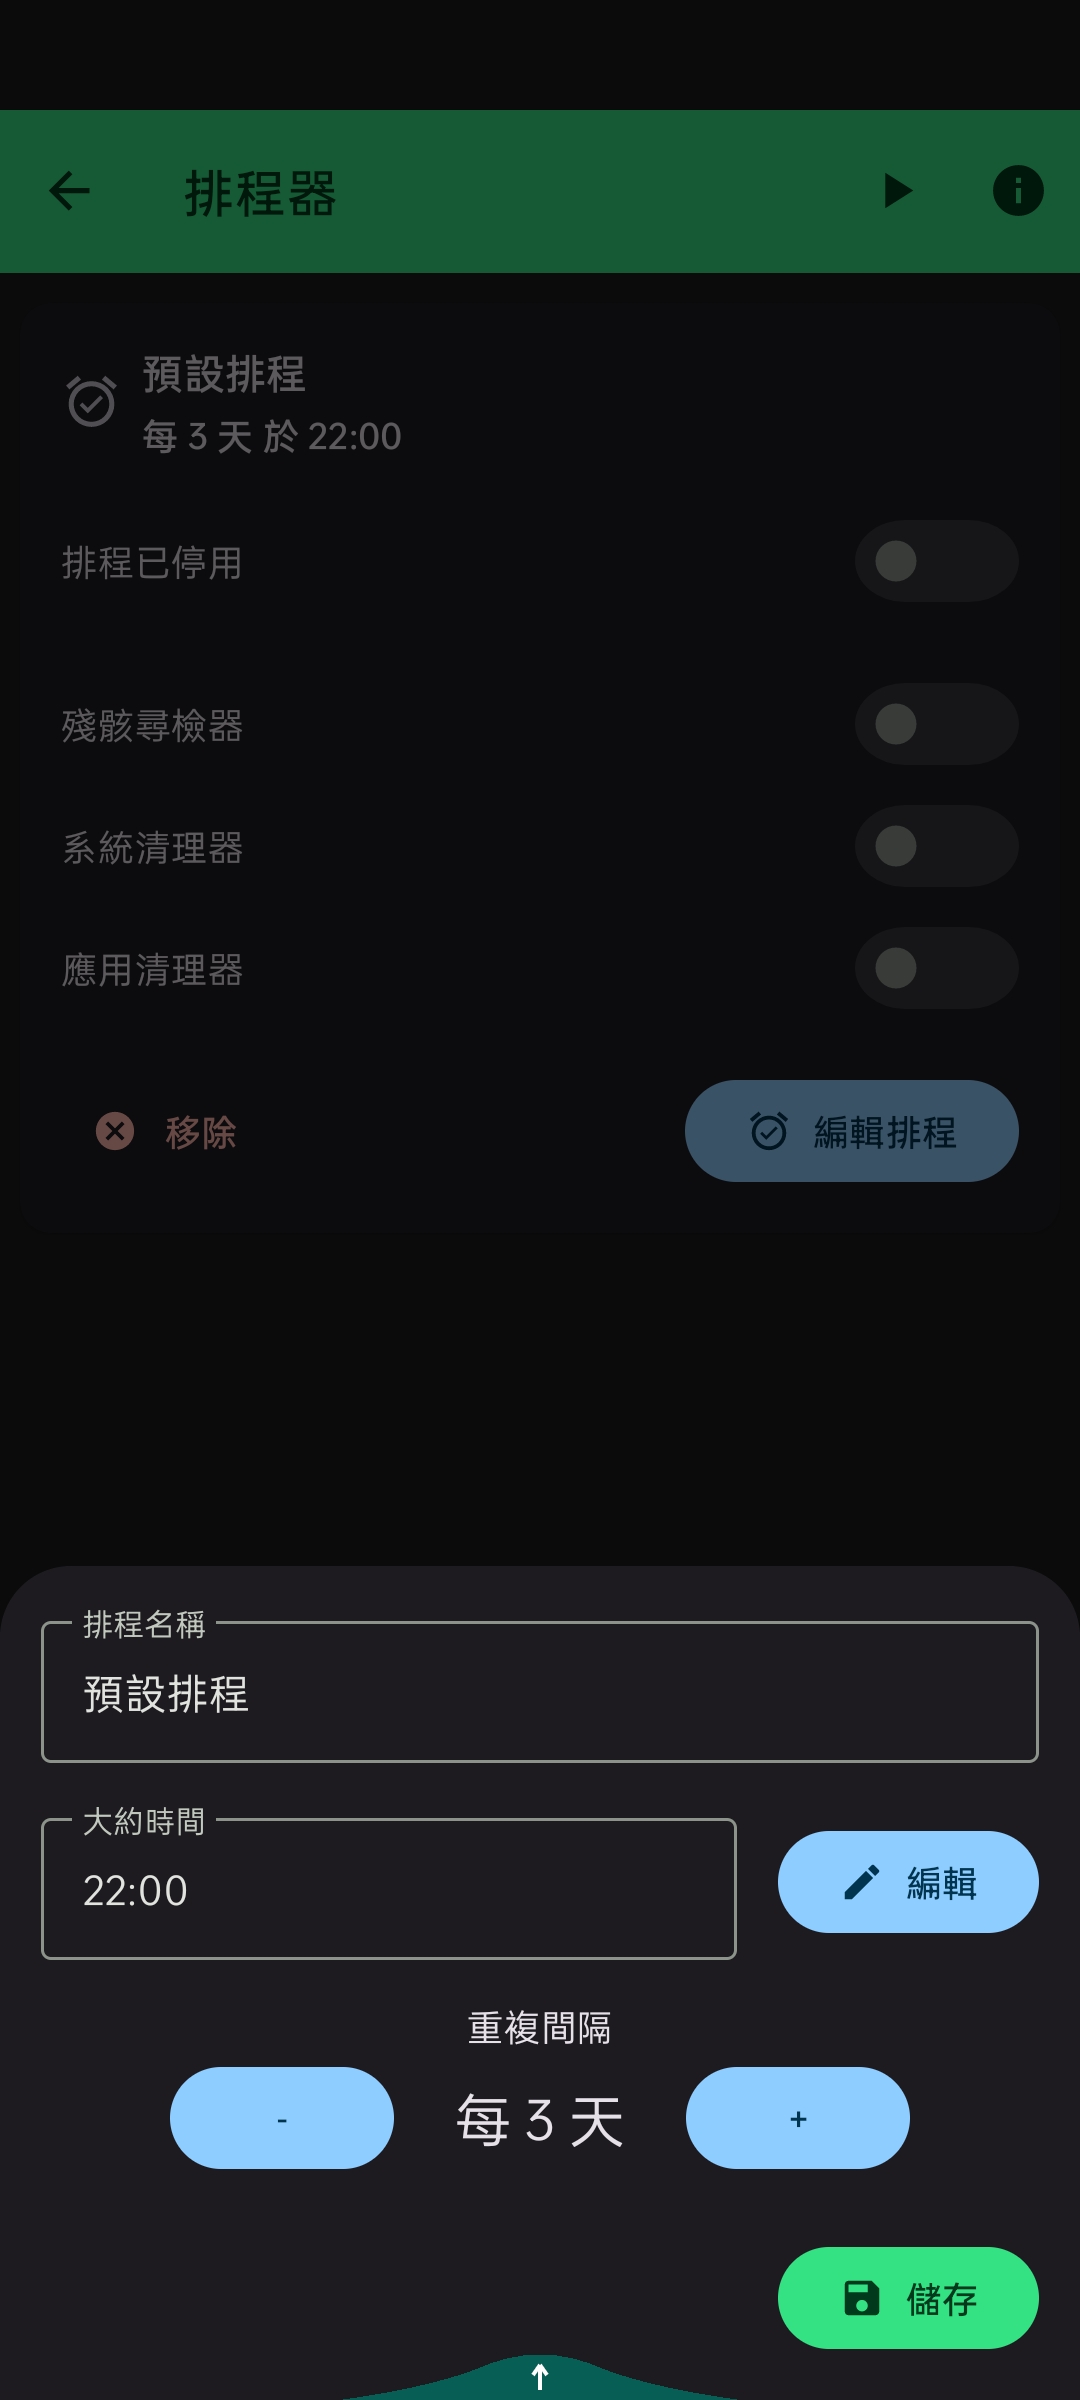 排程器
預設排程
每 3 天 於 22:00
排程已停用
殘骸尋檢器
系統清理器
應用清理器
移除
編輯排程
排程名稱
預設排程
大約時間
22:00
編輯
重複間隔
-
每 3 天
+
儲存